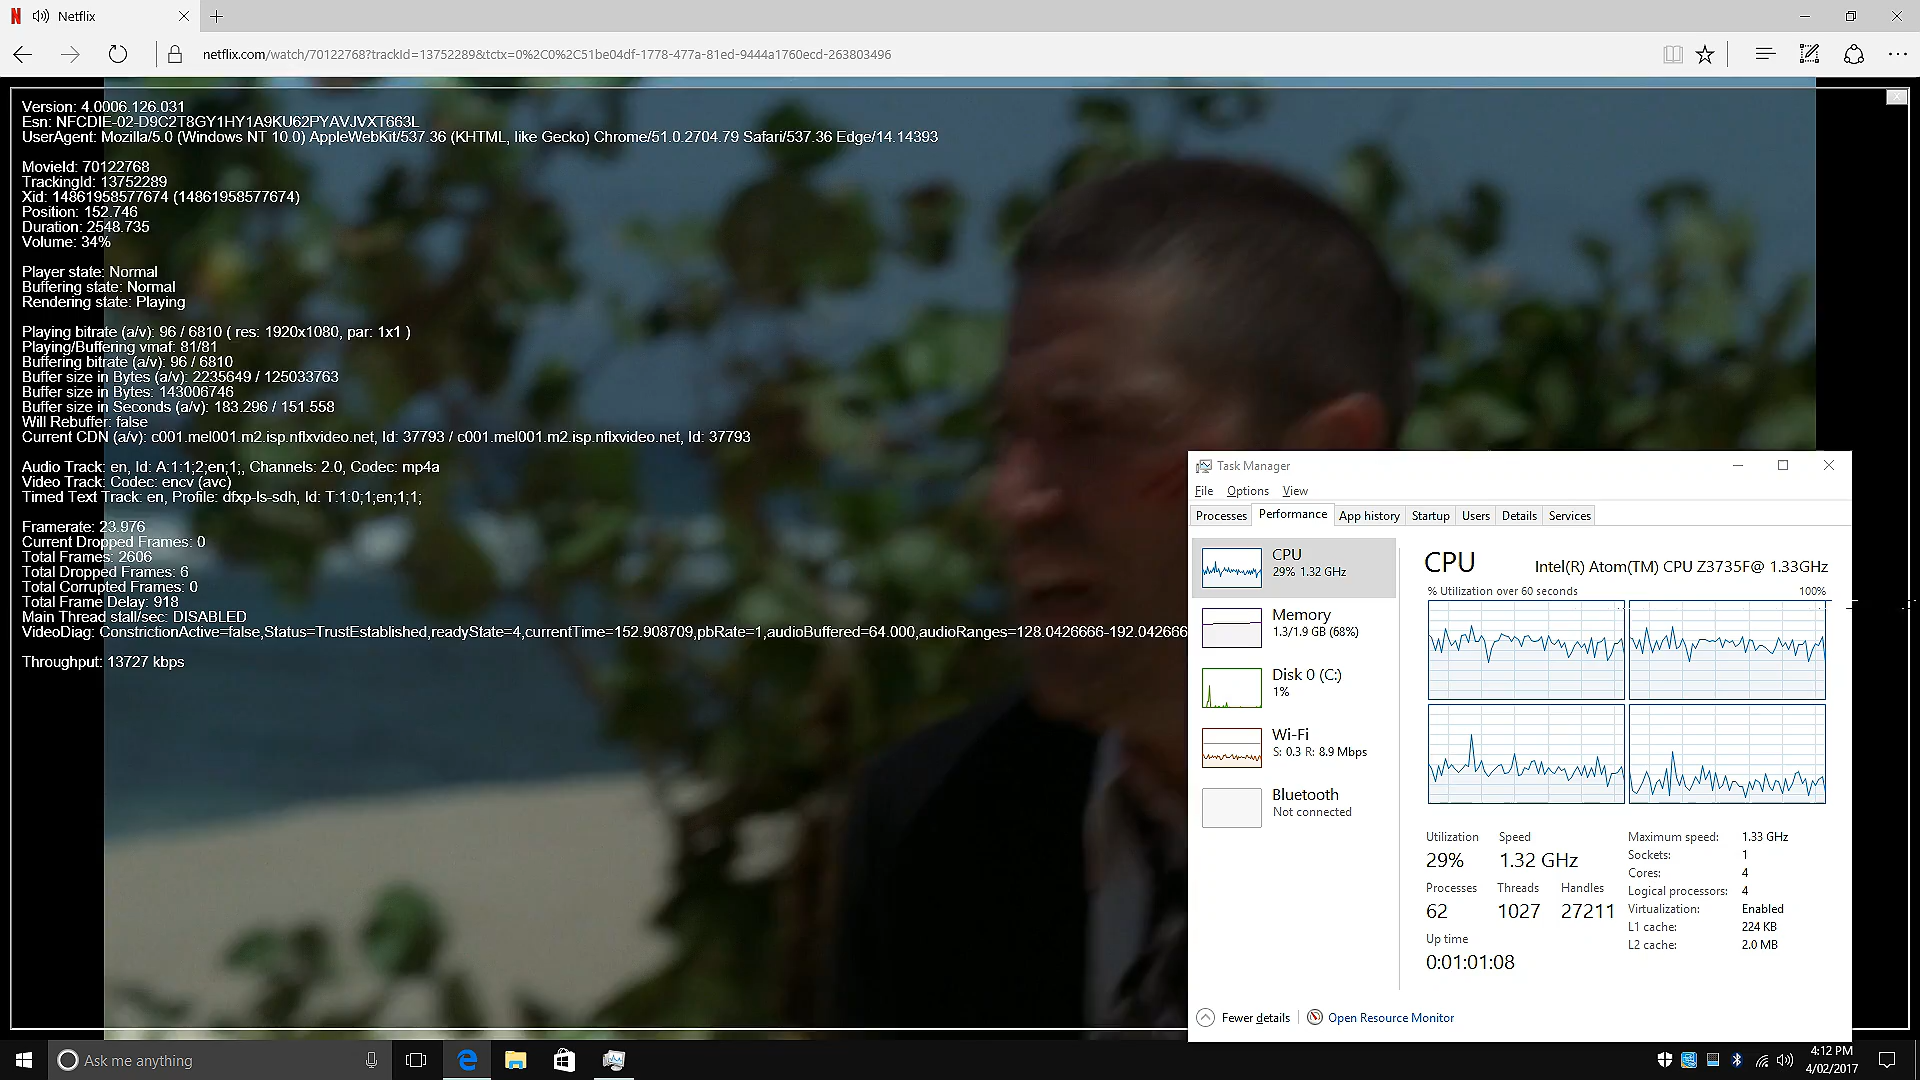 Netflix
netflix.com/watch/70122768?trackId=13752289&tctx=0%2C0%2C51be04df-1778-477a-81ed-9444a1760ecd-263803496
Version: 4.0006.126.031
Esn: NFCDIE-02-D9C2T8GY1HY1A9KU62PYAVJVXT663L
UserAgent: Mozilla/5.0 (Windows NT 10.0) AppleWebKit/537.36 (KHTML, like Gecko) Chrome/51.0.2704.79 Safari/537.36 Edge/14.14393
MovieId: 70122768
TrackingId: 13752289
Xid: 14861958577674 (14861958577674)
Position: 152.746
Duration: 2548.735
Volume: 34%
Player state: Normal
Buffering state: Normal
Rendering state: Playing
Playing bitrate (a/v): 96 / 6810 ( res: 1920x1080, par: 1x1 )
Playing/Buffering vmaf: 81/81
Buffering bitrate (a/v): 96 / 6810
Buffer size in Bytes (a/v): 2235649 / 125033763
Buffer size in Bytes: 143006746
Buffer size in Seconds (a/v): 183.296 / 151.558
Will Rebuffer: false
Current CDN (a/v): c001.mel001.m2.isp.nflxvideo.net, Id: 37793 / c001.mel001.m2.isp.nflxvideo.net, Id: 37793
Audio Track: en, Id: A:1:1;2;en;1;, Channels: 2.0, Codec: mp4a
Video Track: Codec: encv (avc)
Timed Text Track: en, Profile: dfxp-ls-sdh, Id: T:1:0;1;en;1;1;
Framerate: 23.976
Current Dropped Frames: 0
Total Frames: 2606
Total Dropped Frames: 6
Total Corrupted Frames: 0
Total Frame Delay: 918
Main Thread stall/sec: DISABLED
VideoDiag: ConstrictionActive=false,Status=TrustEstablished,readyState=4,currentTime=152.908709,pbRate=1,audioBuffered=64.000,audioRanges=128.0426666-192.042666
Throughput: 13727 kbps
Task Manager
File Options View
Processes Performance App history Startup Users Details Services
CPU
29% 1.32 GHz
Memory
1.3/1.9 GB (68%)
Disk 0 (C:)
1%
Wi-Fi
S: 0.3 R: 8.9 Mbps
Bluetooth
Not connected
CPU Intel(R) Atom(TM) CPU Z3735F@ 1.33GHz
% Utilization over 60 seconds 100%
Utilization Speed
29% 1.32 GHz
Processes Threads Handles
62 1027 27211
Up time
0:01:01:08
Maximum speed: 1.33 GHz
Sockets: 1
Cores: 4
Logical processors: 4
Virtualization: Enabled
L1 cache: 224 KB
L2 cache: 2.0 MB
Fewer details Open Resource Monitor
Ask me anything
4:12 PM
4/02/2017